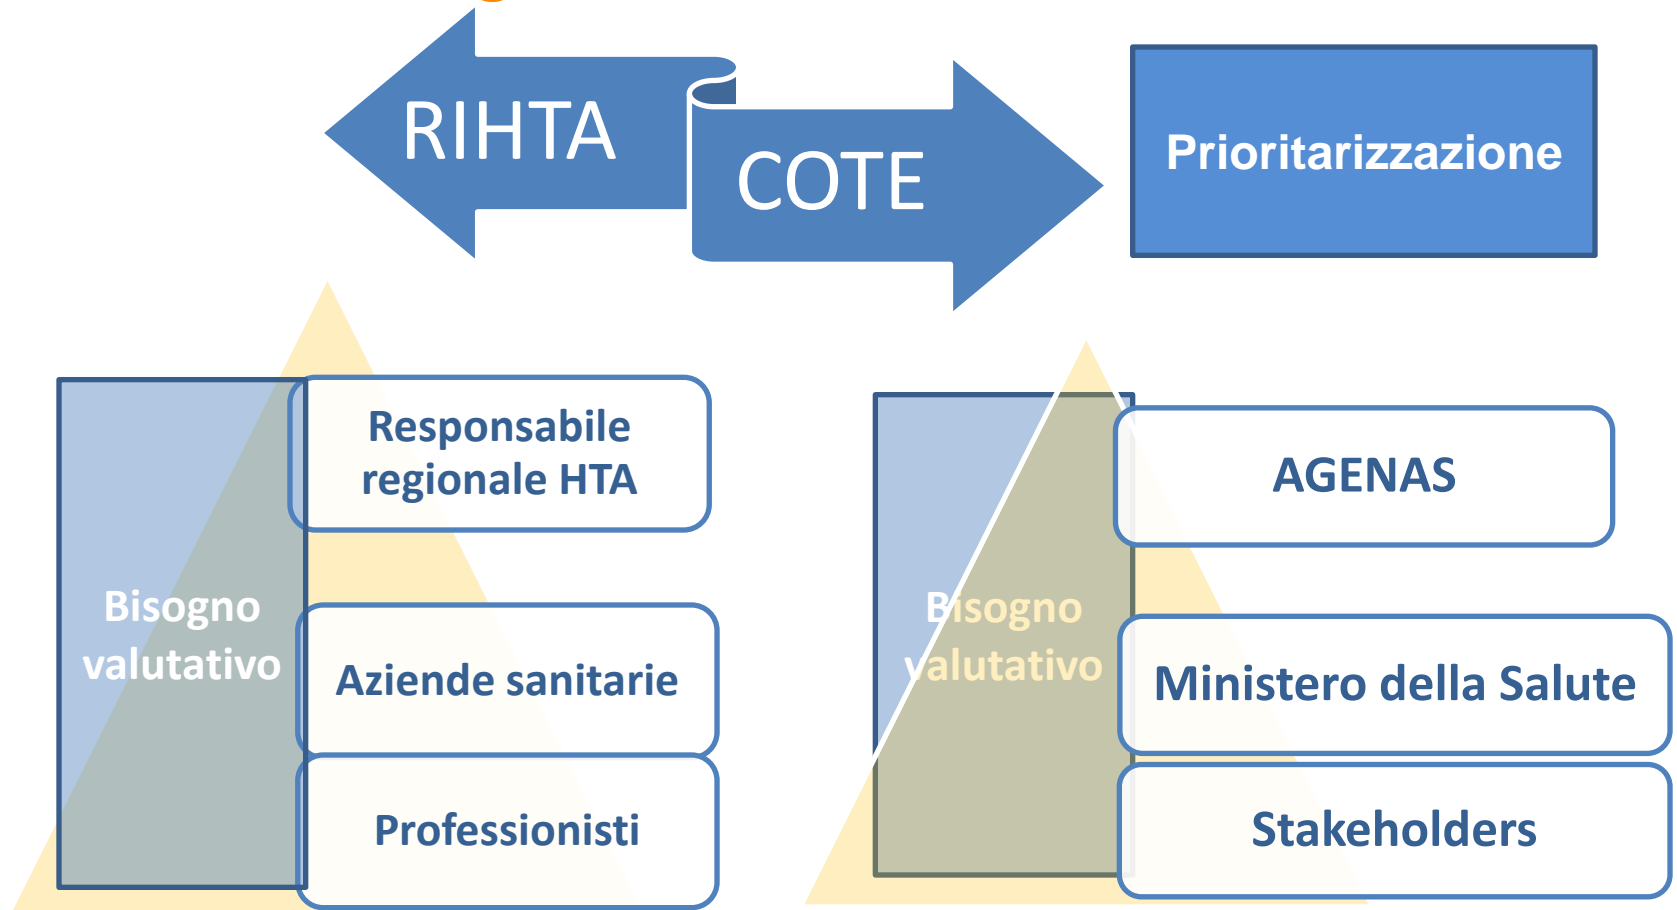 RIHTA
COTE
Prioritarizzazione
Responsabile
regionale HTA
Bisogno
valutativo
Aziende sanitarie
Professionisti
AGENAS
Bisogno
valutativo
Ministero della Salute
Stakeholders